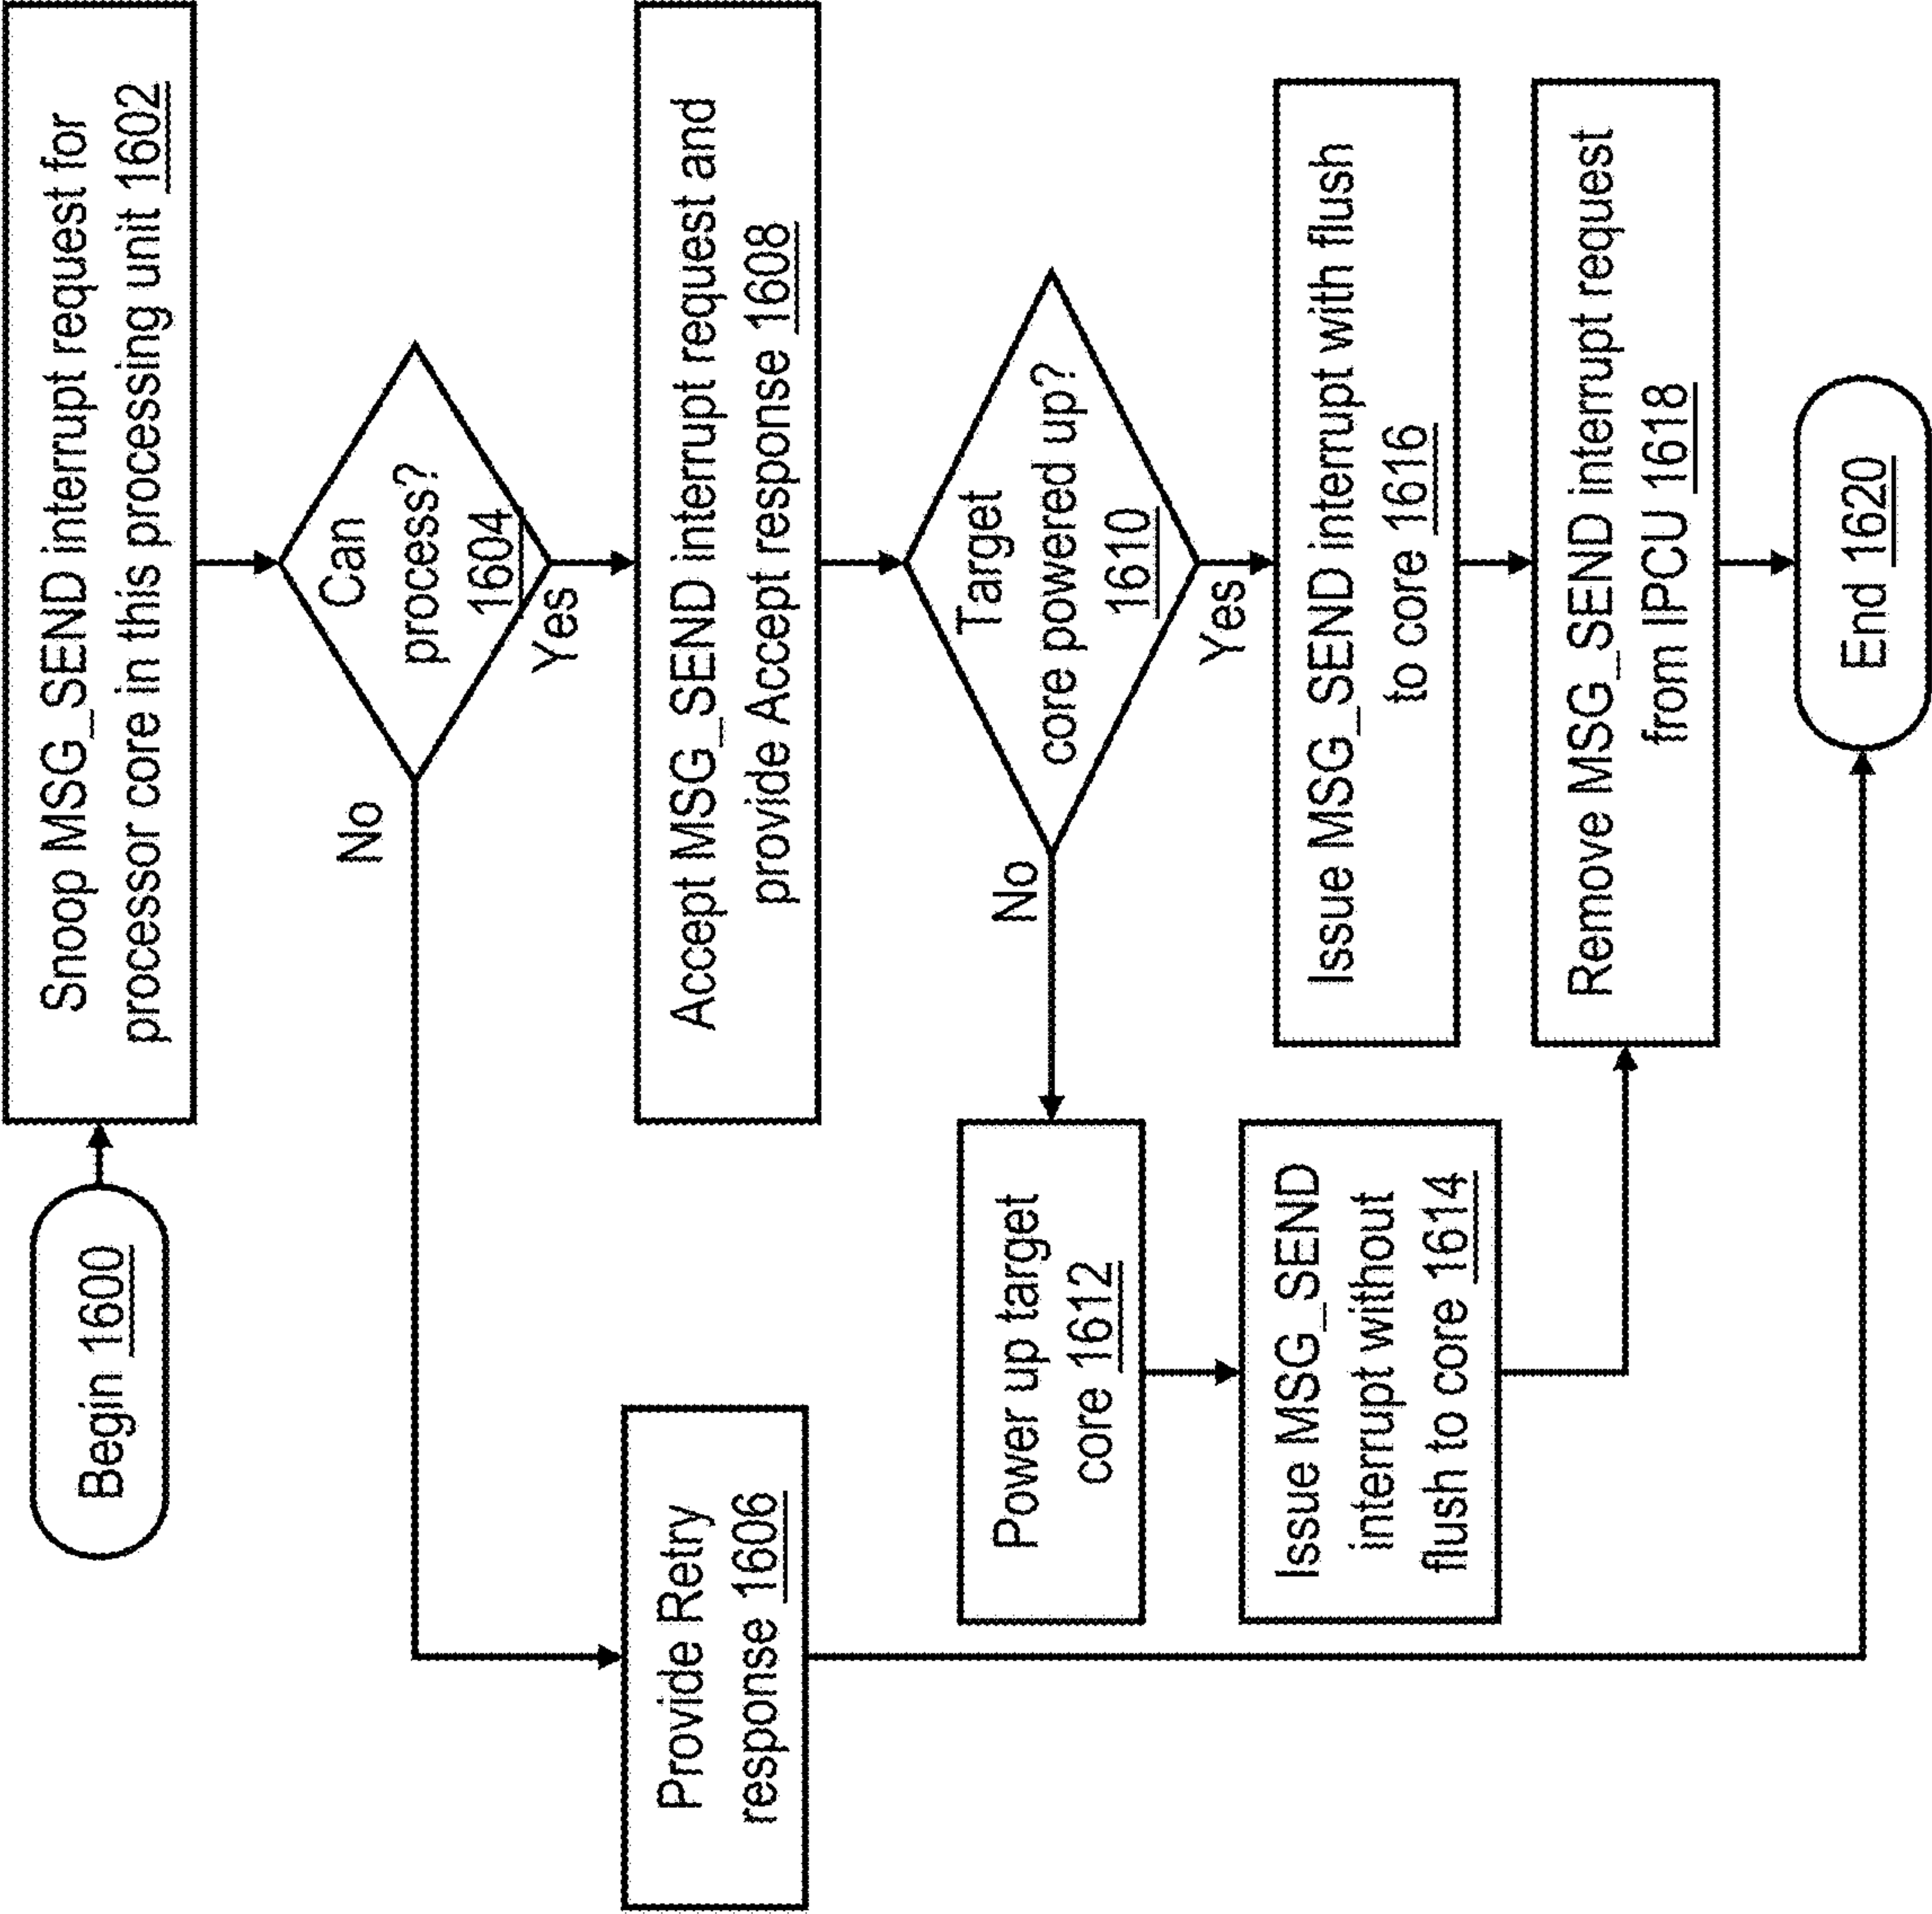 Begin 1600
Snoop MSG_SEND interrupt request for
processor core in this processing unit 1602
Can
process?
1604
No
Yes
Provide Retry
response 1606
Accept MSG_SEND interrupt request and
provide Accept response 1608
Target
core powered up?
1610
No
Yes
Power up target
core 1612
Issue MSG_SEND
interrupt without
flush to core 1614
Issue MSG_SEND interrupt with flush
to core 1616
Remove MSG_SEND interrupt request
from IPCU 1618
End 1620